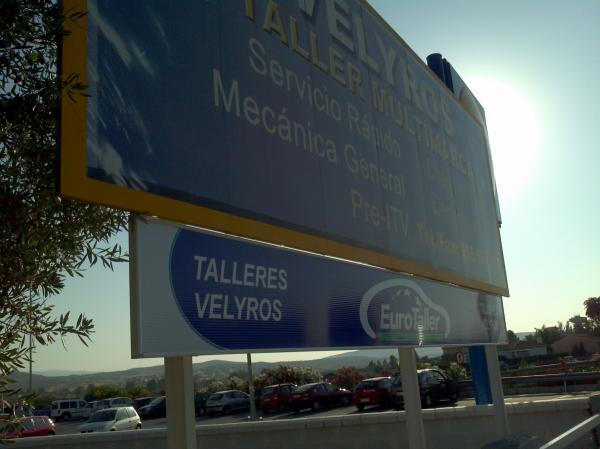 VELYROS
TALLER MULTIMARCA
Servicio Rápido
Mecánica General
Pre-ITV
TALLERES
VELYROS
EuroTaller